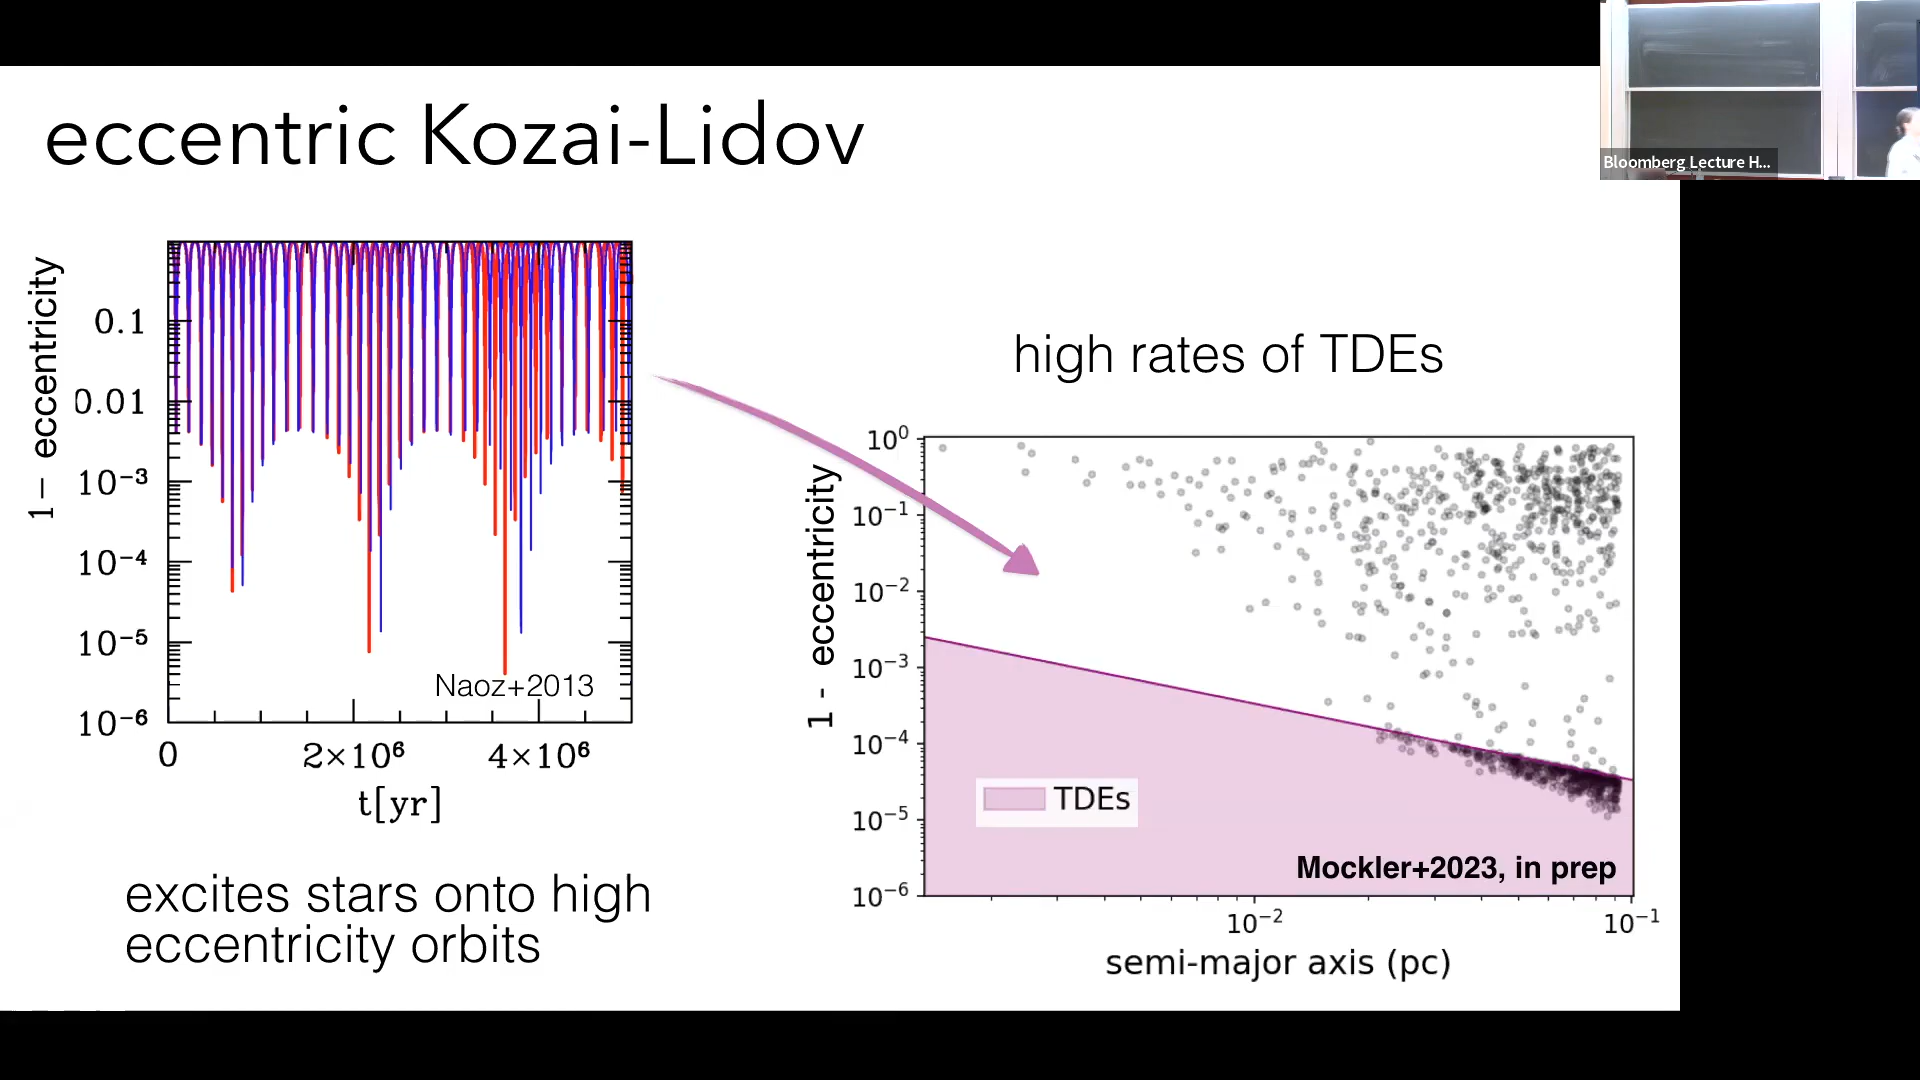 Bloomberg Lecture H...
eccentric Kozai-Lidov
1 − eccentricity
0.1
0.01
10⁻³
10⁻⁴
10⁻⁵
10⁻⁶
Naoz+2013
0
2×10⁶
4×10⁶
t[yr]
excites stars onto high
eccentricity orbits
high rates of TDEs
1 - eccentricity
10⁰
10⁻¹
10⁻²
10⁻³
10⁻⁴
10⁻⁵
10⁻⁶
TDEs
Mockler+2023, in prep
10⁻²
10⁻¹
semi-major axis (pc)